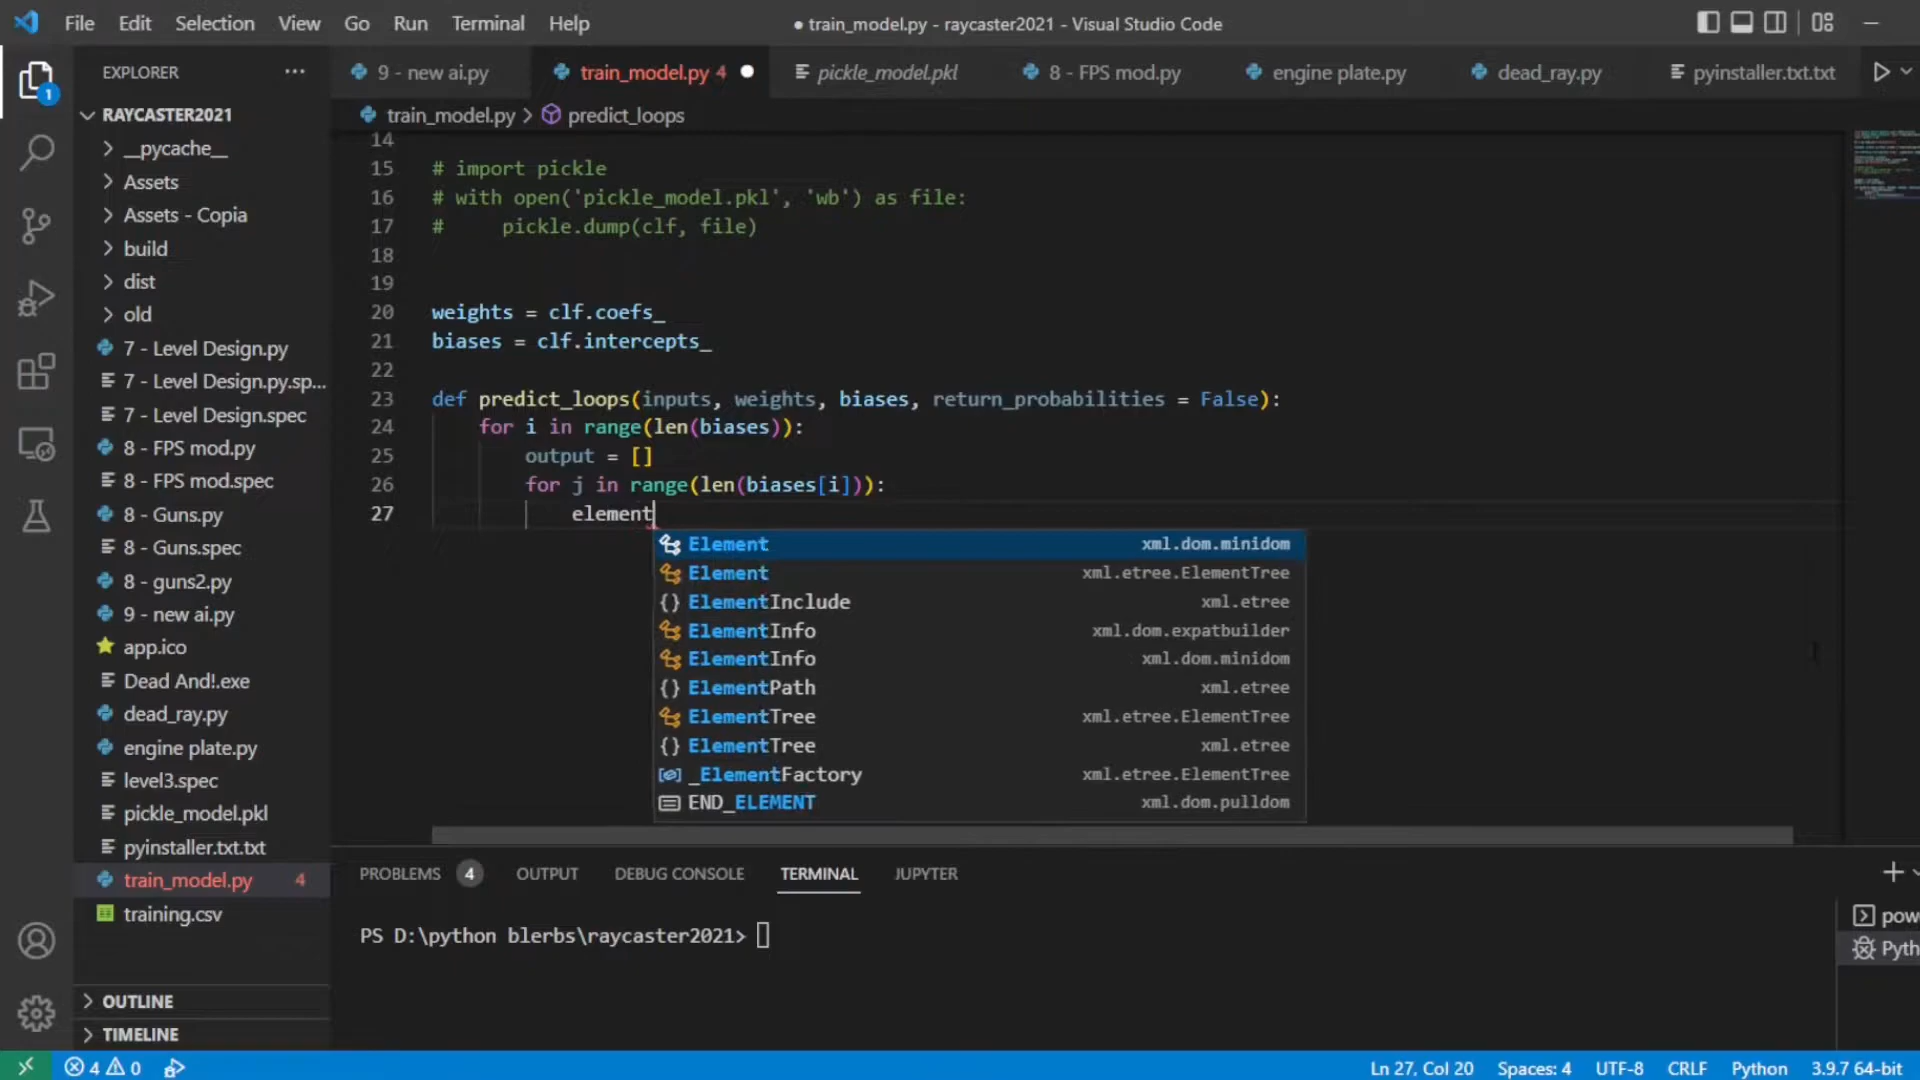 File Edit Selection View Go Run Terminal Help
● train_model.py - raycaster2021 - Visual Studio Code
EXPLORER ...
9 - new ai.py
train_model.py 4 ●
pickle_model.pkl
8 - FPS mod.py
engine plate.py
dead_ray.py
pyinstaller.txt.txt
1
RAYCASTER2021
__pycache__
Assets
Assets - Copia
build
dist
old
7 - Level Design.py
7 - Level Design.py.sp...
7 - Level Design.spec
8 - FPS mod.py
8 - FPS mod.spec
8 - Guns.py
8 - Guns.spec
8 - guns2.py
9 - new ai.py
app.ico
Dead And!.exe
dead_ray.py
engine plate.py
level3.spec
pickle_model.pkl
pyinstaller.txt.txt
train_model.py 4
training.csv
OUTLINE
TIMELINE
train_model.py > predict_loops
14
15 # import pickle
16 # with open('pickle_model.pkl', 'wb') as file:
17 #     pickle.dump(clf, file)
18
19
20 weights = clf.coefs_
21 biases = clf.intercepts_
22
23 def predict_loops(inputs, weights, biases, return_probabilities = False):
24     for i in range(len(biases)):
25         output = []
26         for j in range(len(biases[i])):
27             element
Element xml.dom.minidom
Element xml.etree.ElementTree
ElementInclude xml.etree
ElementInfo xml.dom.expatbuilder
ElementInfo xml.dom.minidom
ElementPath xml.etree
ElementTree xml.etree.ElementTree
ElementTree xml.etree
_ElementFactory xml.etree.ElementTree
END_ELEMENT xml.dom.pulldom
PROBLEMS 4 OUTPUT DEBUG CONSOLE TERMINAL JUPYTER
PS D:\python blerbs\raycaster2021>
pow
Pyth
4 0
Ln 27, Col 20 Spaces: 4 UTF-8 CRLF Python 3.9.7 64-bit